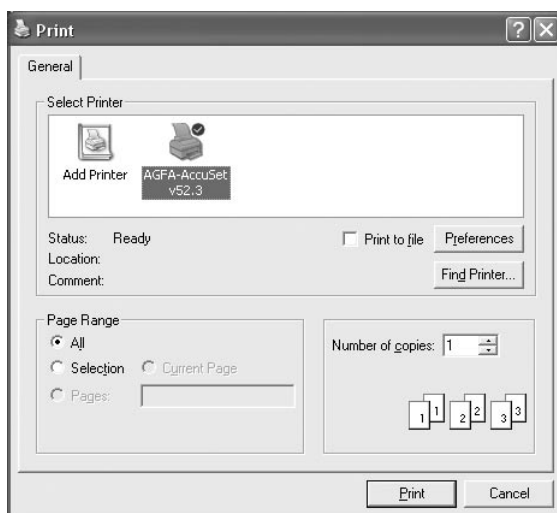 Print
General
Select Printer
Add Printer
AGFA-AccuSet
v52.3
Status: Ready
Print to file
Preferences
Location:
Comment:
Find Printer...
Page Range
All
Selection
Current Page
Pages:
Number of copies: 1
1 1 2 2 3 3
Print
Cancel